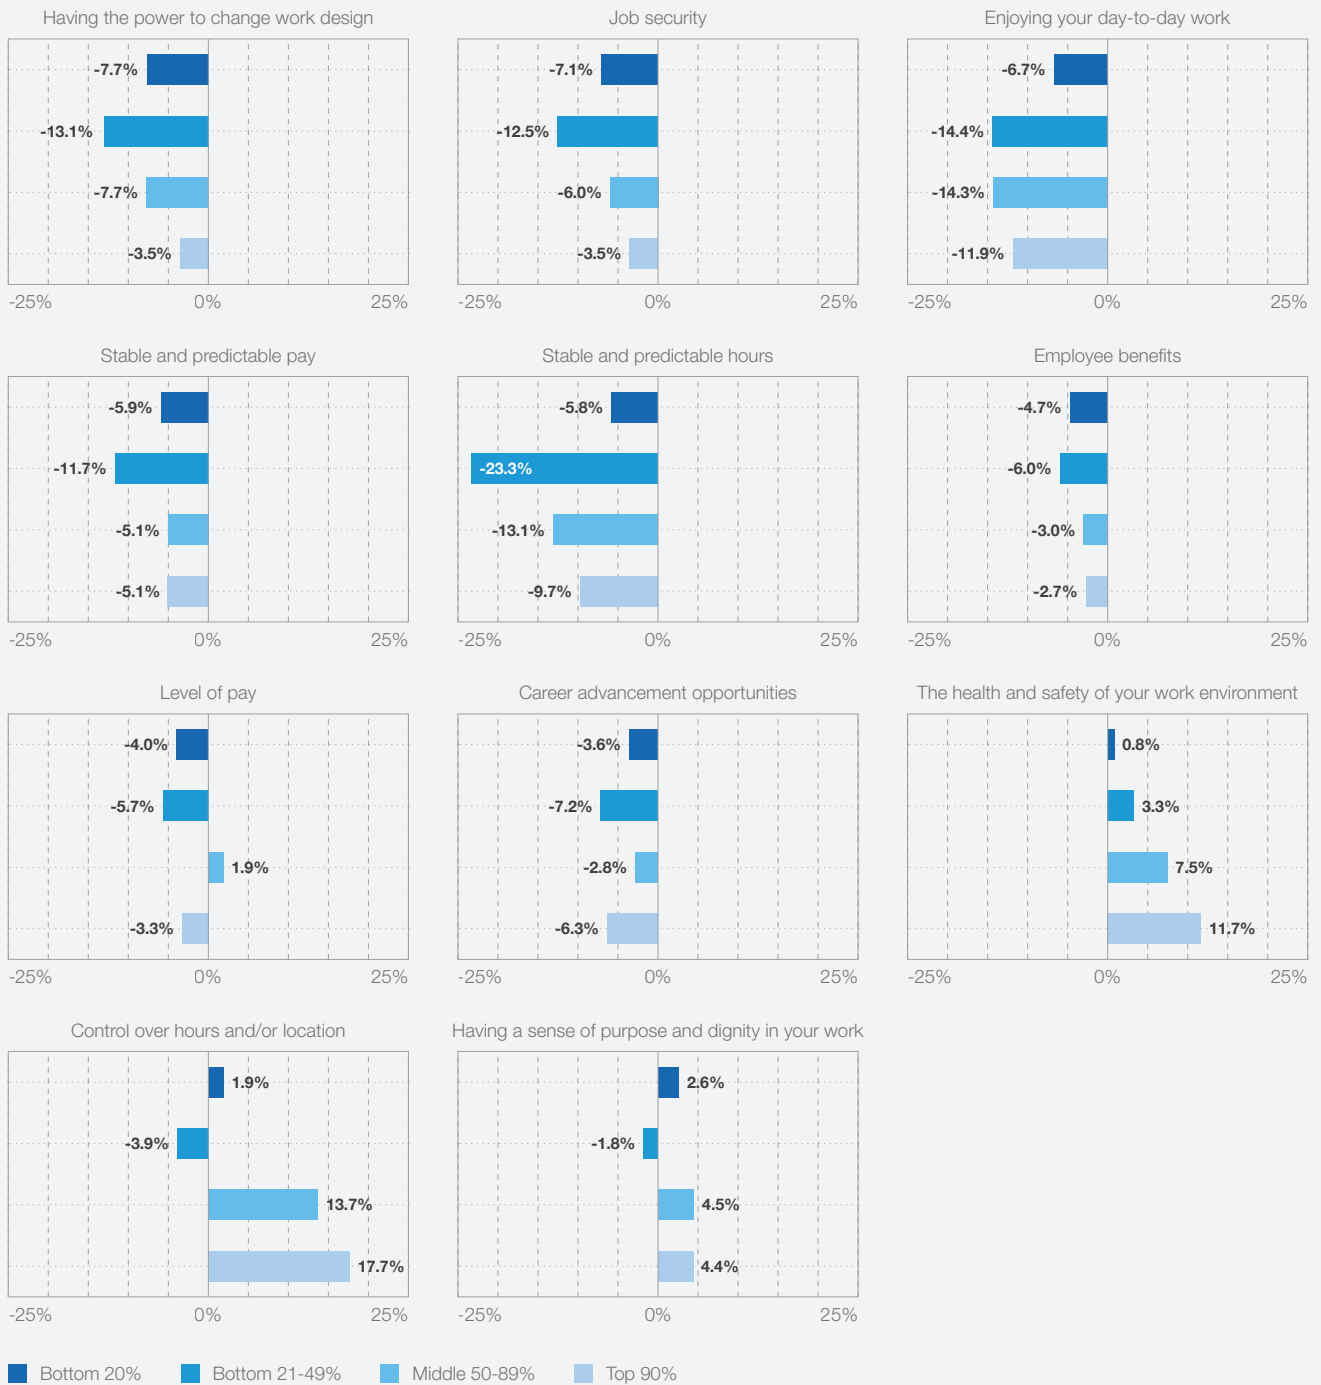 Having the power to change work design
-7.7%
-13.1%
-7.7%
-3.5%
-25% 0% 25%
Job security
-7.1%
-12.5%
-6.0%
-3.5%
-25% 0% 25%
Enjoying your day-to-day work
-6.7%
-14.4%
-14.3%
-11.9%
-25% 0% 25%
Stable and predictable pay
-5.9%
-11.7%
-5.1%
-5.1%
-25% 0% 25%
Stable and predictable hours
-5.8%
-23.3%
-13.1%
-9.7%
-25% 0% 25%
Employee benefits
-4.7%
-6.0%
-3.0%
-2.7%
-25% 0% 25%
Level of pay
-4.0%
-5.7%
1.9%
-3.3%
-25% 0% 25%
Career advancement opportunities
-3.6%
-7.2%
-2.8%
-6.3%
-25% 0% 25%
The health and safety of your work environment
0.8%
3.3%
7.5%
11.7%
-25% 0% 25%
Control over hours and/or location
1.9%
-3.9%
13.7%
17.7%
-25% 0% 25%
Having a sense of purpose and dignity in your work
2.6%
-1.8%
4.5%
4.4%
-25% 0% 25%
Bottom 20% Bottom 21-49% Middle 50-89% Top 90%